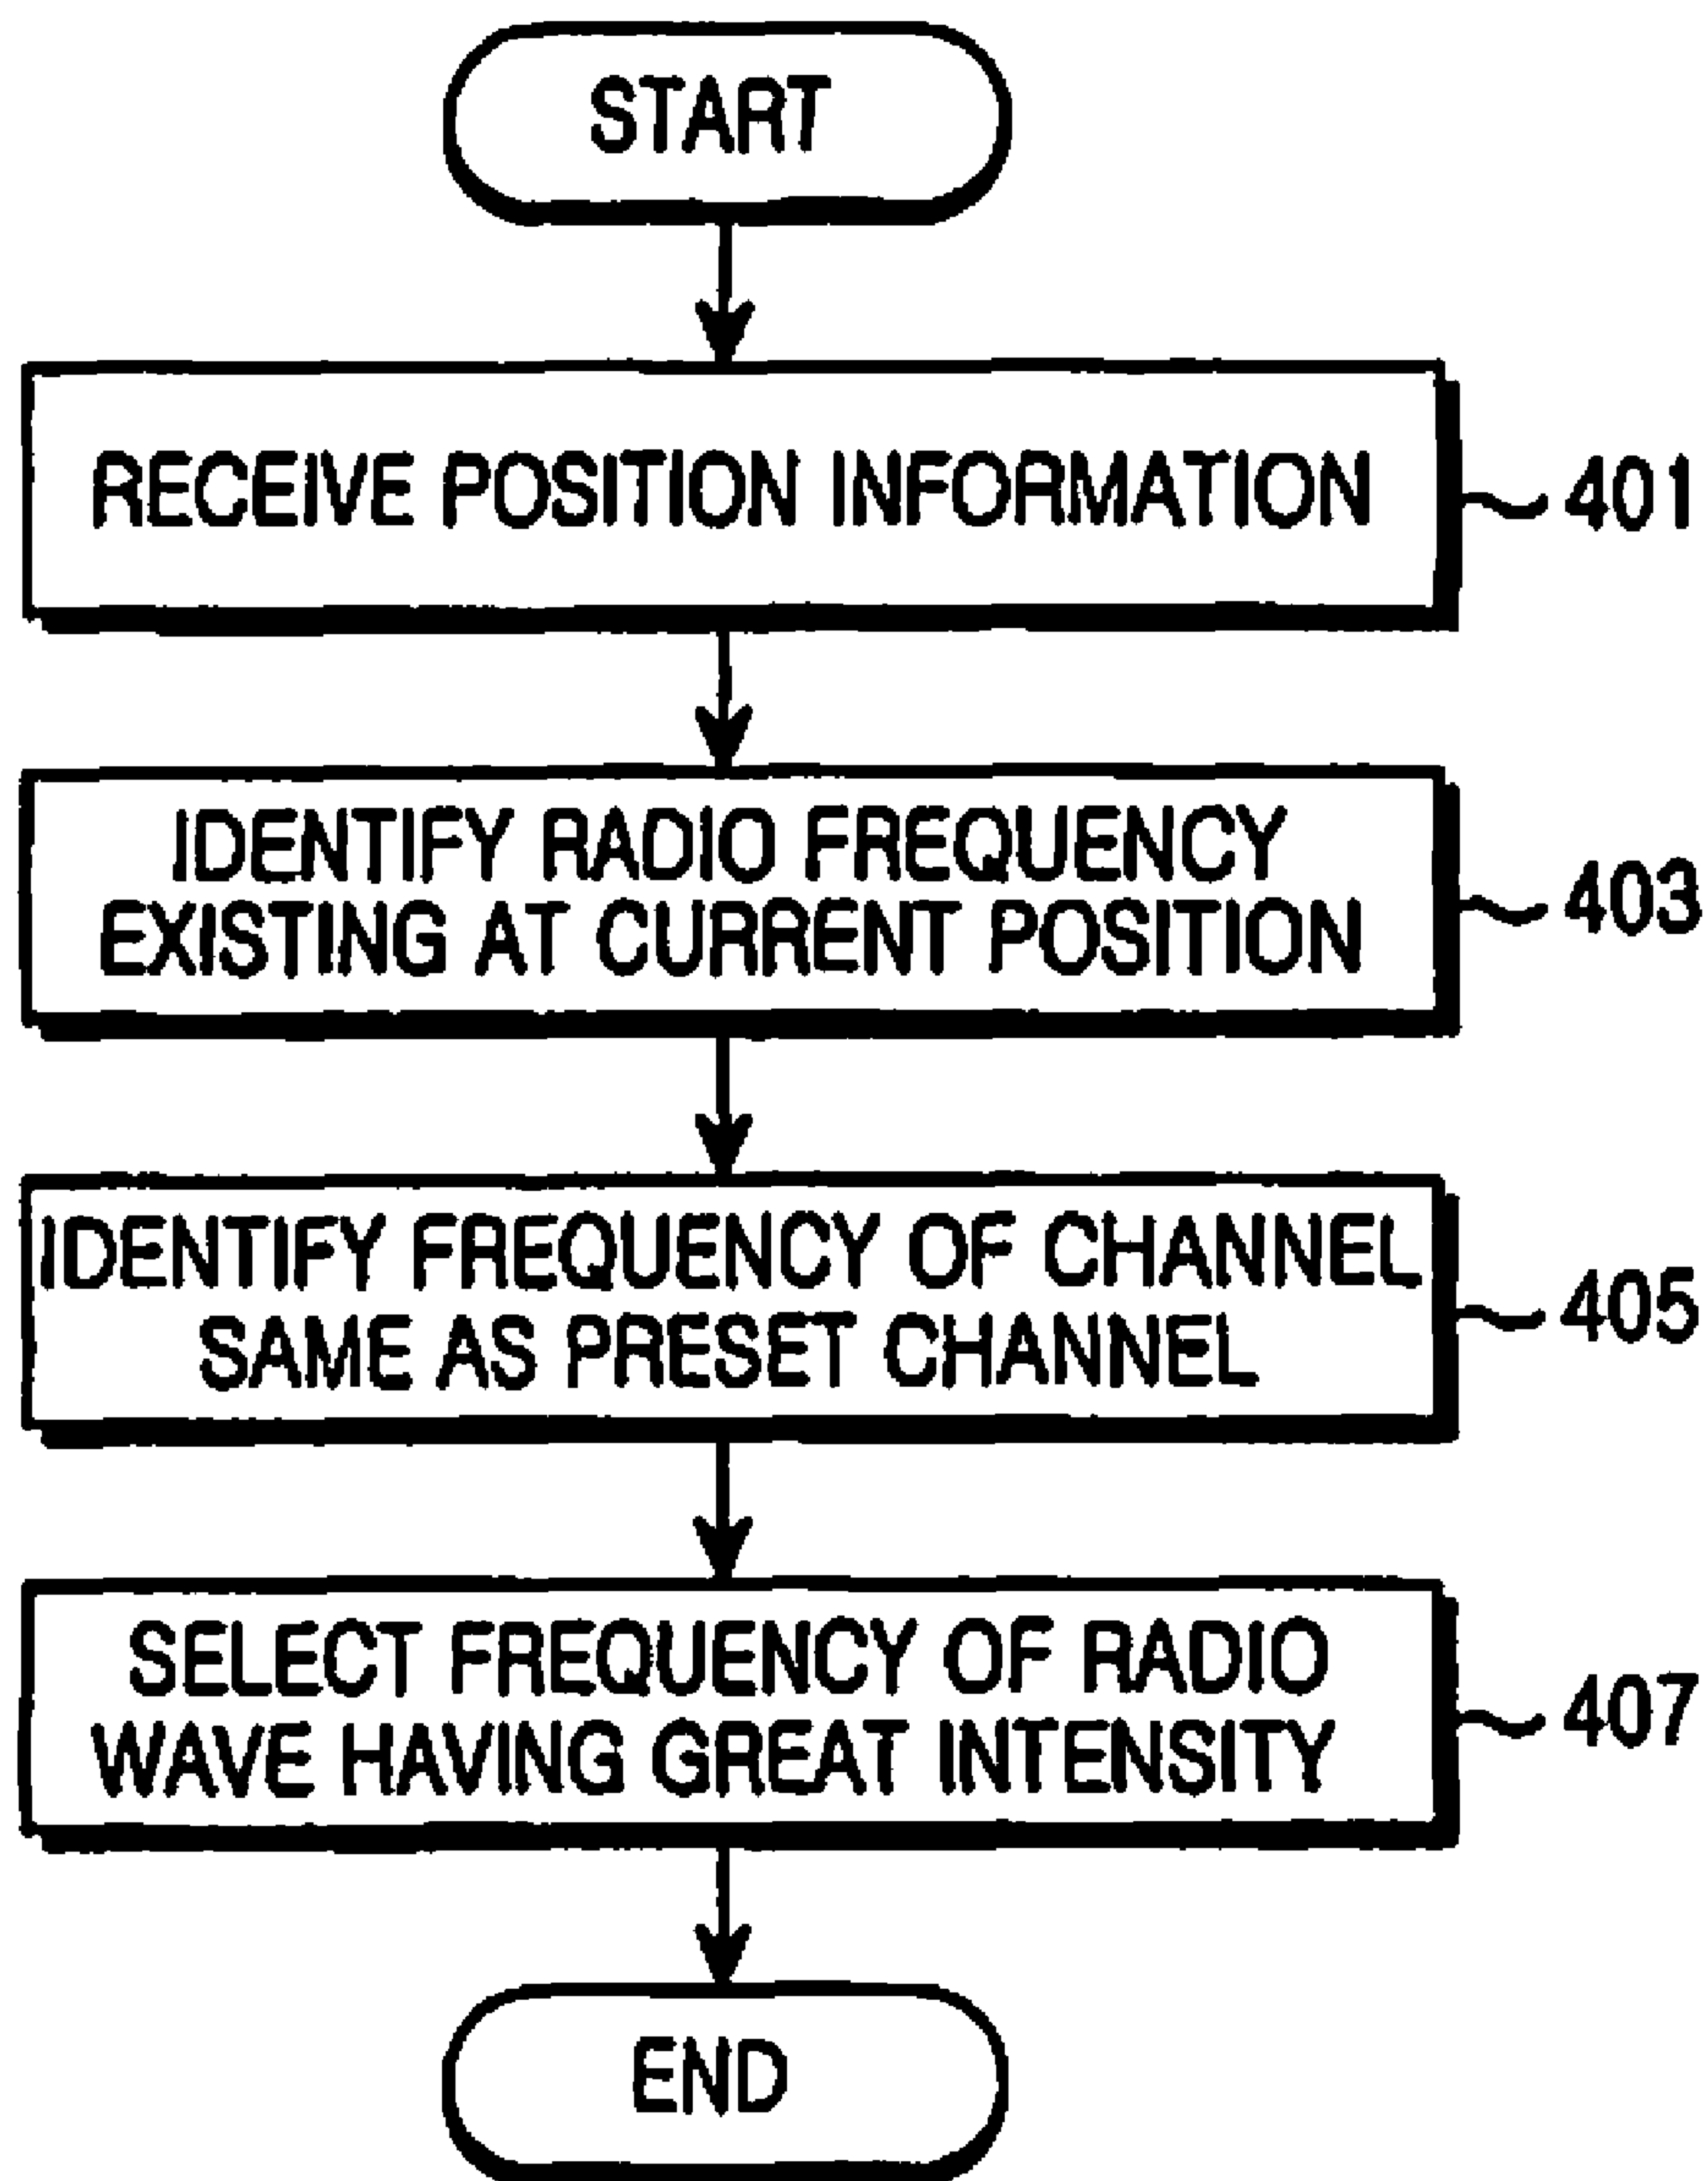 START
RECEIVE POSITION INFORMATION
401
IDENTIFY RADIO FREQUENCY
EXISTING AT CURRENT POSITION
403
IDENTIFY FREQUENCY OF CHANNEL
SAME AS PRESET CHANNEL
405
SELECT FREQUENCY OF RADIO
WAVE HAVING GREAT INTENSITY
407
END